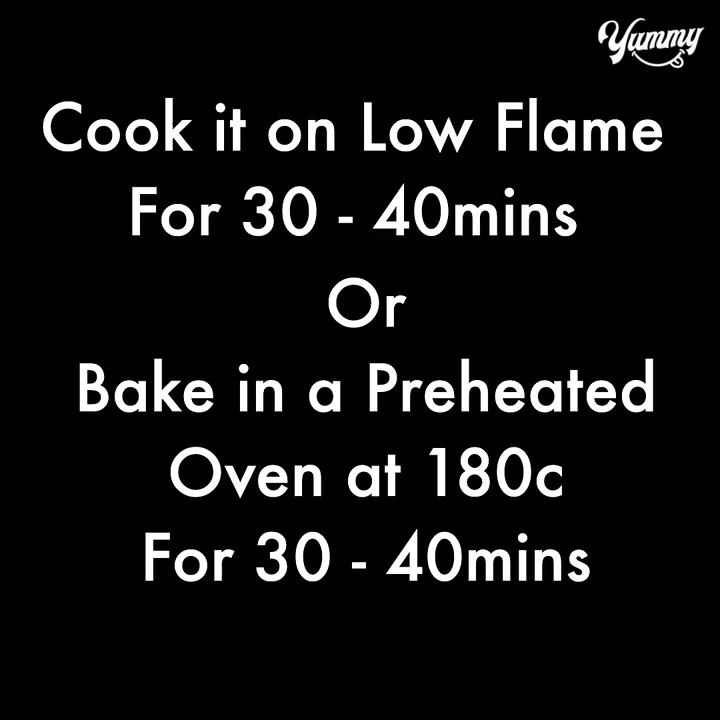 Yummy
Cook it on Low Flame
For 30 - 40mins
Or
Bake in a Preheated
Oven at 180c
For 30 - 40mins